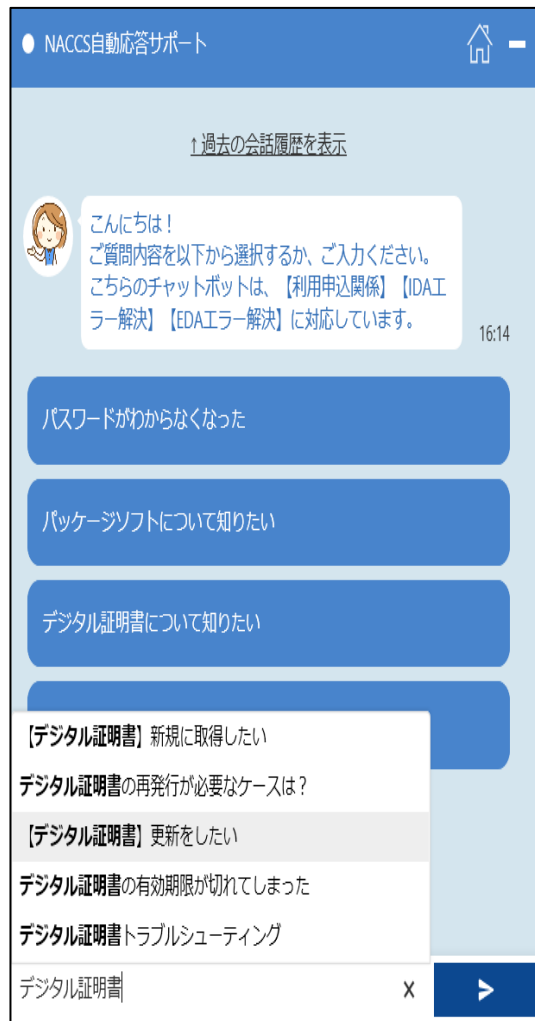 NACCS自動応答サポート
↑過去の会話履歴を表示
こんにちは！
ご質問内容を以下から選択するか、ご入力ください。
こちらのチャットボットは、【利用申込関係】【IDAエ
ラー解決】【EDAエラー解決】に対応しています。
16:14
パスワードがわからなくなった
パッケージソフトについて知りたい
デジタル証明書について知りたい
【デジタル証明書】新規に取得したい
デジタル証明書の再発行が必要なケースは？
【デジタル証明書】更新をしたい
デジタル証明書の有効期限が切れてしまった
デジタル証明書トラブルシューティング
デジタル証明書